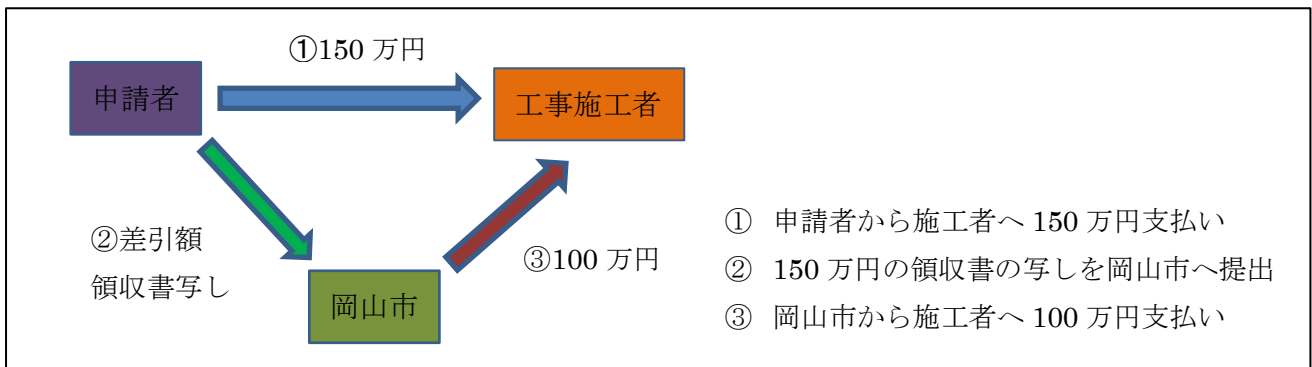 ①150 万円
申請者
工事施工者
②差引額
領収書写し
③100 万円
岡山市
① 申請者から施工者へ 150 万円支払い
② 150 万円の領収書の写しを岡山市へ提出
③ 岡山市から施工者へ 100 万円支払い